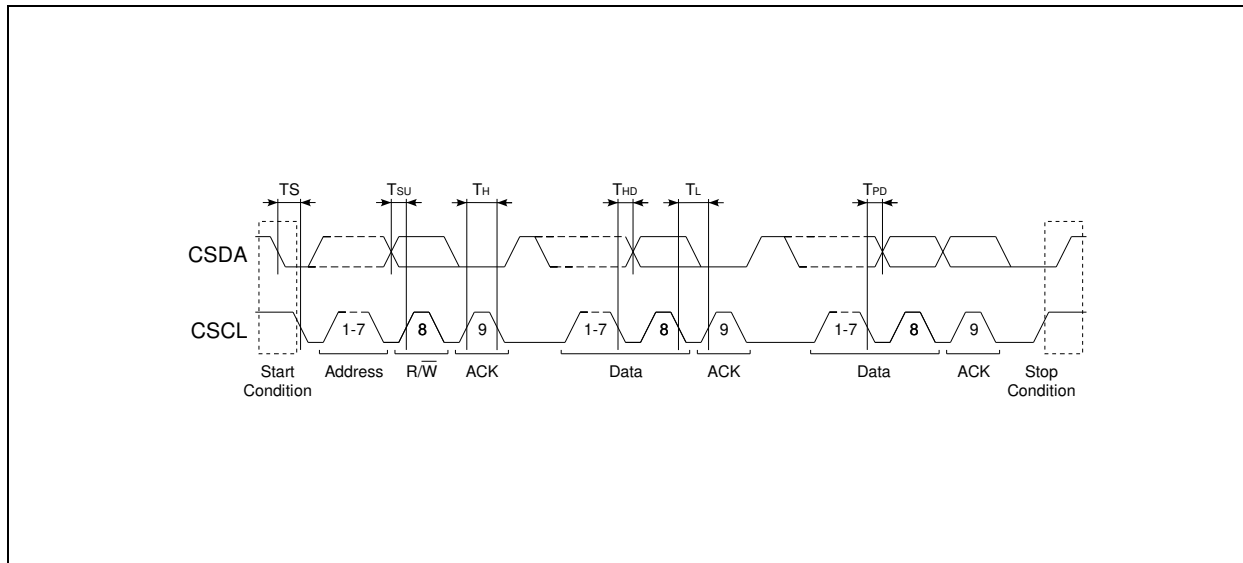 TS TSU TH THD TL TPD
CSDA
CSCL 1-7 8 9 1-7 8 9 1-7 8 9
Start Condition Address R/W̅ ACK Data ACK Data ACK Stop Condition